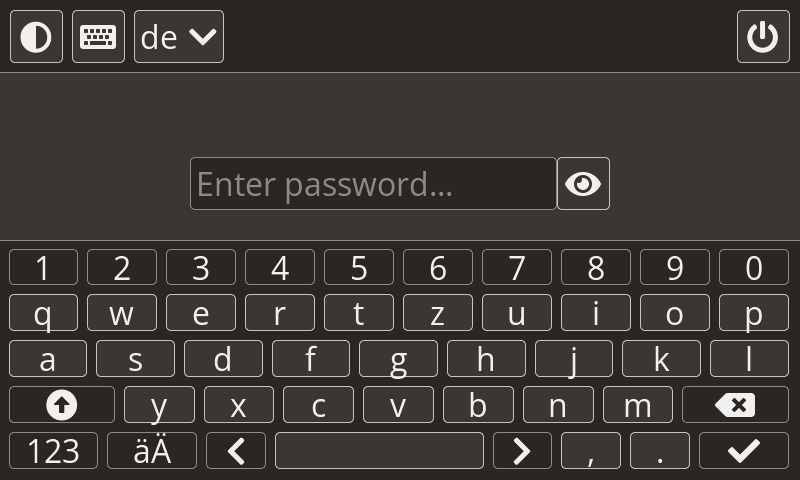 de
Enter password...
1 2 3 4 5 6 7 8 9 0
q w e r t z u i o p
a s d f g h j k l
y x c v b n m
123 äÄ , .